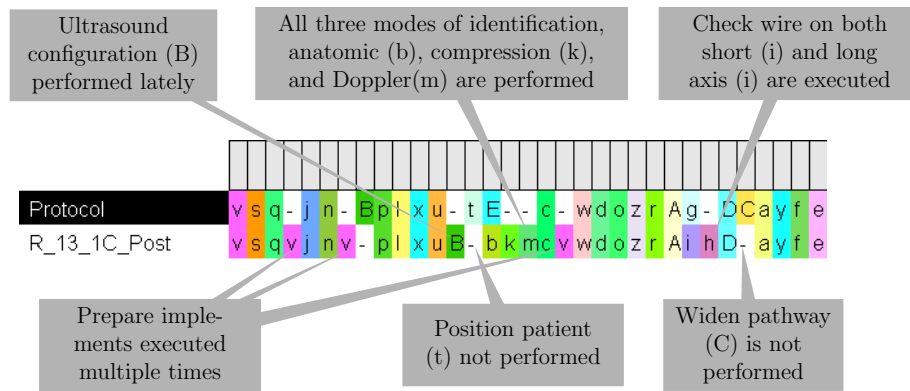 Ultrasound
configuration (B)
performed lately
All three modes of identification,
anatomic (b), compression (k),
and Doppler(m) are performed
Check wire on both
short (i) and long
axis (i) are executed
Protocol v s q - j n - B p l x u - t E - - c - w d o z r A g - D C a y f e
R_13_1C_Post v s q v j n v - p l x u B - b k m c v w d o z r A i h D - a y f e
Prepare imple-
ments executed
multiple times
Position patient
(t) not performed
Widen pathway
(C) is not
performed